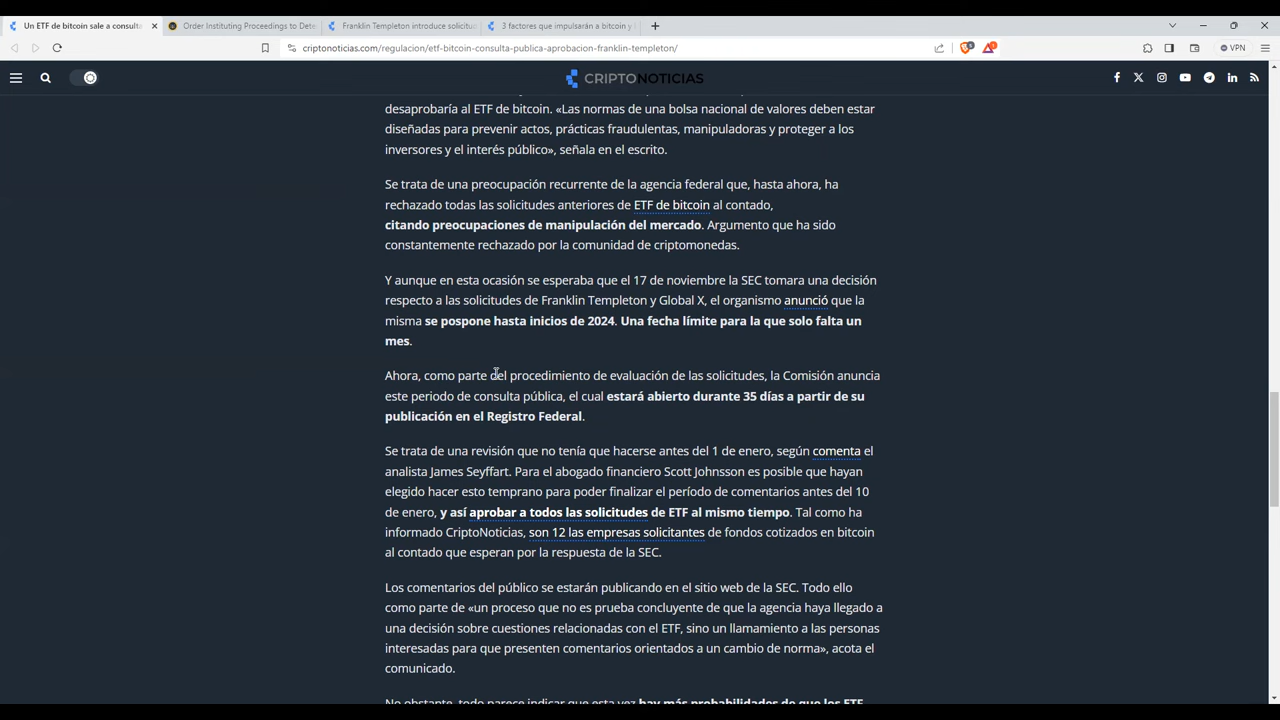 Un ETF de bitcoin sale a consulta
Order Instituting Proceedings to Dete
Franklin Templeton introduce solicitu
3 factores que impulsarán a bitcoin y
criptonoticias.com/regulacion/etf-bitcoin-consulta-publica-aprobacion-franklin-templeton/
VPN
CRIPTONOTICIAS
desaprobaría al ETF de bitcoin. «Las normas de una bolsa nacional de valores deben estar
diseñadas para prevenir actos, prácticas fraudulentas, manipuladoras y proteger a los
inversores y el interés público», señala en el escrito.
Se trata de una preocupación recurrente de la agencia federal que, hasta ahora, ha
rechazado todas las solicitudes anteriores de ETF de bitcoin al contado,
citando preocupaciones de manipulación del mercado. Argumento que ha sido
constantemente rechazado por la comunidad de criptomonedas.
Y aunque en esta ocasión se esperaba que el 17 de noviembre la SEC tomara una decisión
respecto a las solicitudes de Franklin Templeton y Global X, el organismo anunció que la
misma se pospone hasta inicios de 2024. Una fecha límite para la que solo falta un
mes.
Ahora, como parte del procedimiento de evaluación de las solicitudes, la Comisión anuncia
este periodo de consulta pública, el cual estará abierto durante 35 días a partir de su
publicación en el Registro Federal.
Se trata de una revisión que no tenía que hacerse antes del 1 de enero, según comenta el
analista James Seyffart. Para el abogado financiero Scott Johnsson es posible que hayan
elegido hacer esto temprano para poder finalizar el período de comentarios antes del 10
de enero, y así aprobar a todos las solicitudes de ETF al mismo tiempo. Tal como ha
informado CriptoNoticias, son 12 las empresas solicitantes de fondos cotizados en bitcoin
al contado que esperan por la respuesta de la SEC.
Los comentarios del público se estarán publicando en el sitio web de la SEC. Todo ello
como parte de «un proceso que no es prueba concluyente de que la agencia haya llegado a
una decisión sobre cuestiones relacionadas con el ETF, sino un llamamiento a las personas
interesadas para que presenten comentarios orientados a un cambio de norma», acota el
comunicado.
No obstante, todo parece indicar que esta vez hay más probabilidades de que los ETF